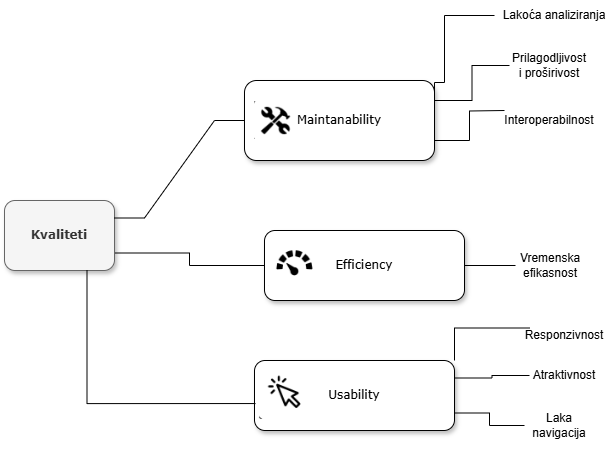 Lakoća analiziranja
Prilagodljivost
i proširivost
Maintanability
Interoperabilnost
Kvaliteti
Efficiency
Vremenska
efikasnost
Responzivnost
Atraktivnost
Usability
Laka
navigacija